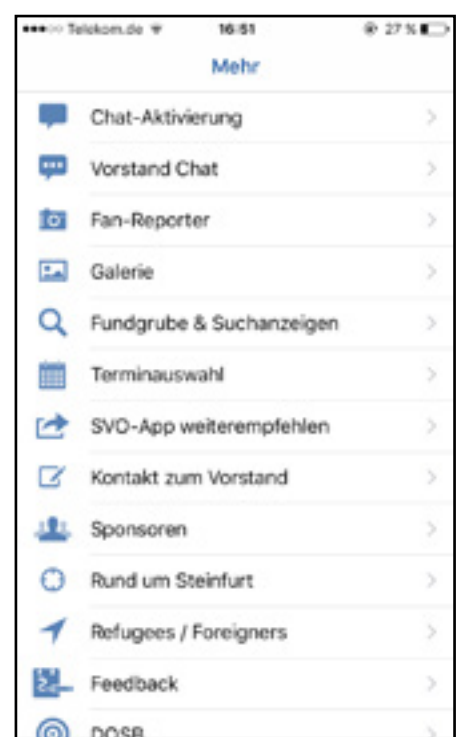 Telekom.de 16:51 27 %
Mehr
Chat-Aktivierung
Vorstand Chat
Fan-Reporter
Galerie
Fundgrube & Suchanzeigen
Terminauswahl
SVO-App weiterempfehlen
Kontakt zum Vorstand
Sponsoren
Rund um Steinfurt
Refugees / Foreigners
Feedback
DOSB